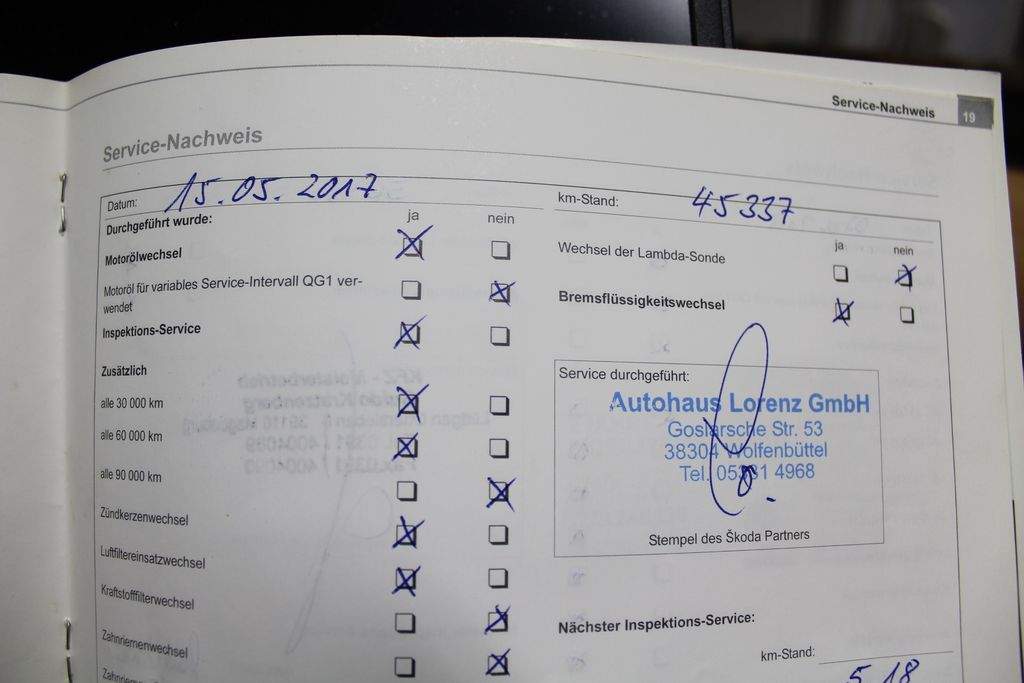 Service-Nachweis 19
Service-Nachweis
Datum: 15.05.2017
km-Stand: 45337
Durchgeführt wurde: ja nein
Motorölwechsel
Motoröl für variables Service-Intervall QG1 ver-
wendet
Inspektions-Service
Zusätzlich
alle 30 000 km
alle 60 000 km
alle 90 000 km
Zündkerzenwechsel
Luftfiltereinsatzwechsel
Kraftstofffilterwechsel
Zahnriemenwechsel
ja nein
Wechsel der Lambda-Sonde
Bremsflüssigkeitswechsel
Service durchgeführt:
Autohaus Lorenz GmbH
Goslarsche Str. 53
38304 Wolfenbüttel
Tel. 05331 4968
Stempel des Škoda Partners
Nächster Inspektions-Service:
km-Stand:
5.18